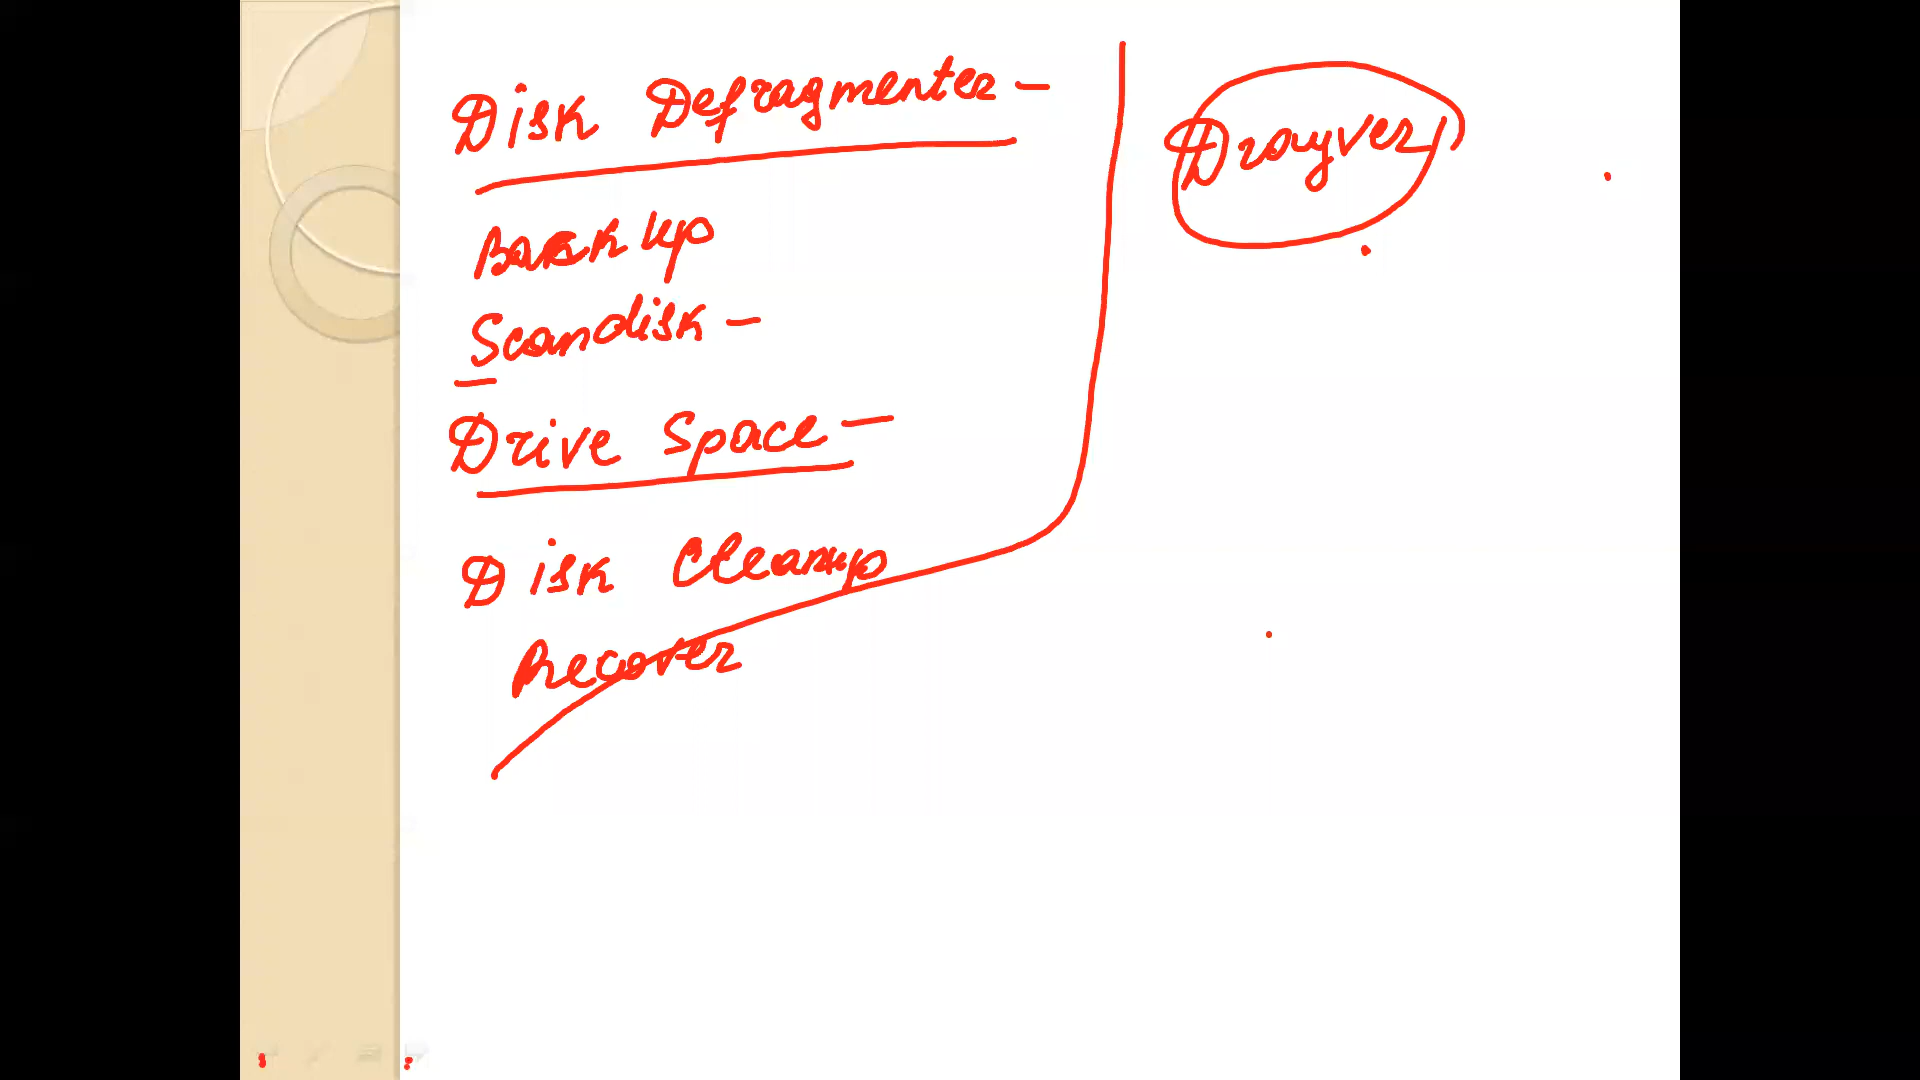 Disk Defragmenter –
Backup
Scandisk –
Drive Space –
Disk Cleanup
Recover
Drayver